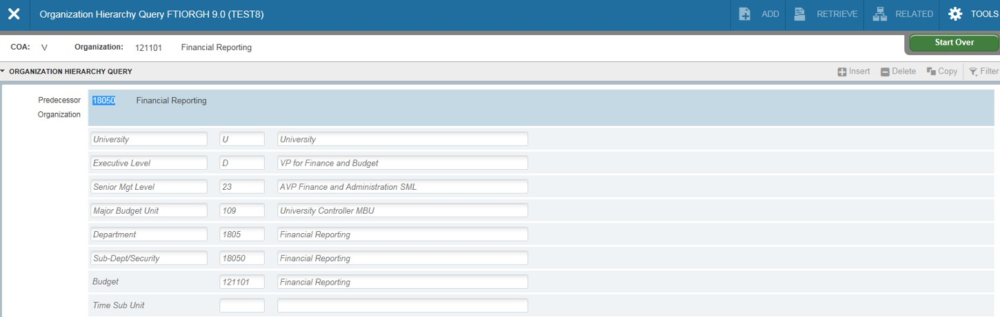 Organization Hierarchy Query FTIORGH 9.0 (TEST8) ADD RETRIEVE RELATED TOOLS
COA: V Organization: 121101 Financial Reporting Start Over
ORGANIZATION HIERARCHY QUERY Insert Delete Copy Filter
Predecessor 18050 Financial Reporting
Organization
University U University
Executive Level D VP for Finance and Budget
Senior Mgt Level 23 AVP Finance and Administration SML
Major Budget Unit 109 University Controller MBU
Department 1805 Financial Reporting
Sub-Dept/Security 18050 Financial Reporting
Budget 121101 Financial Reporting
Time Sub Unit